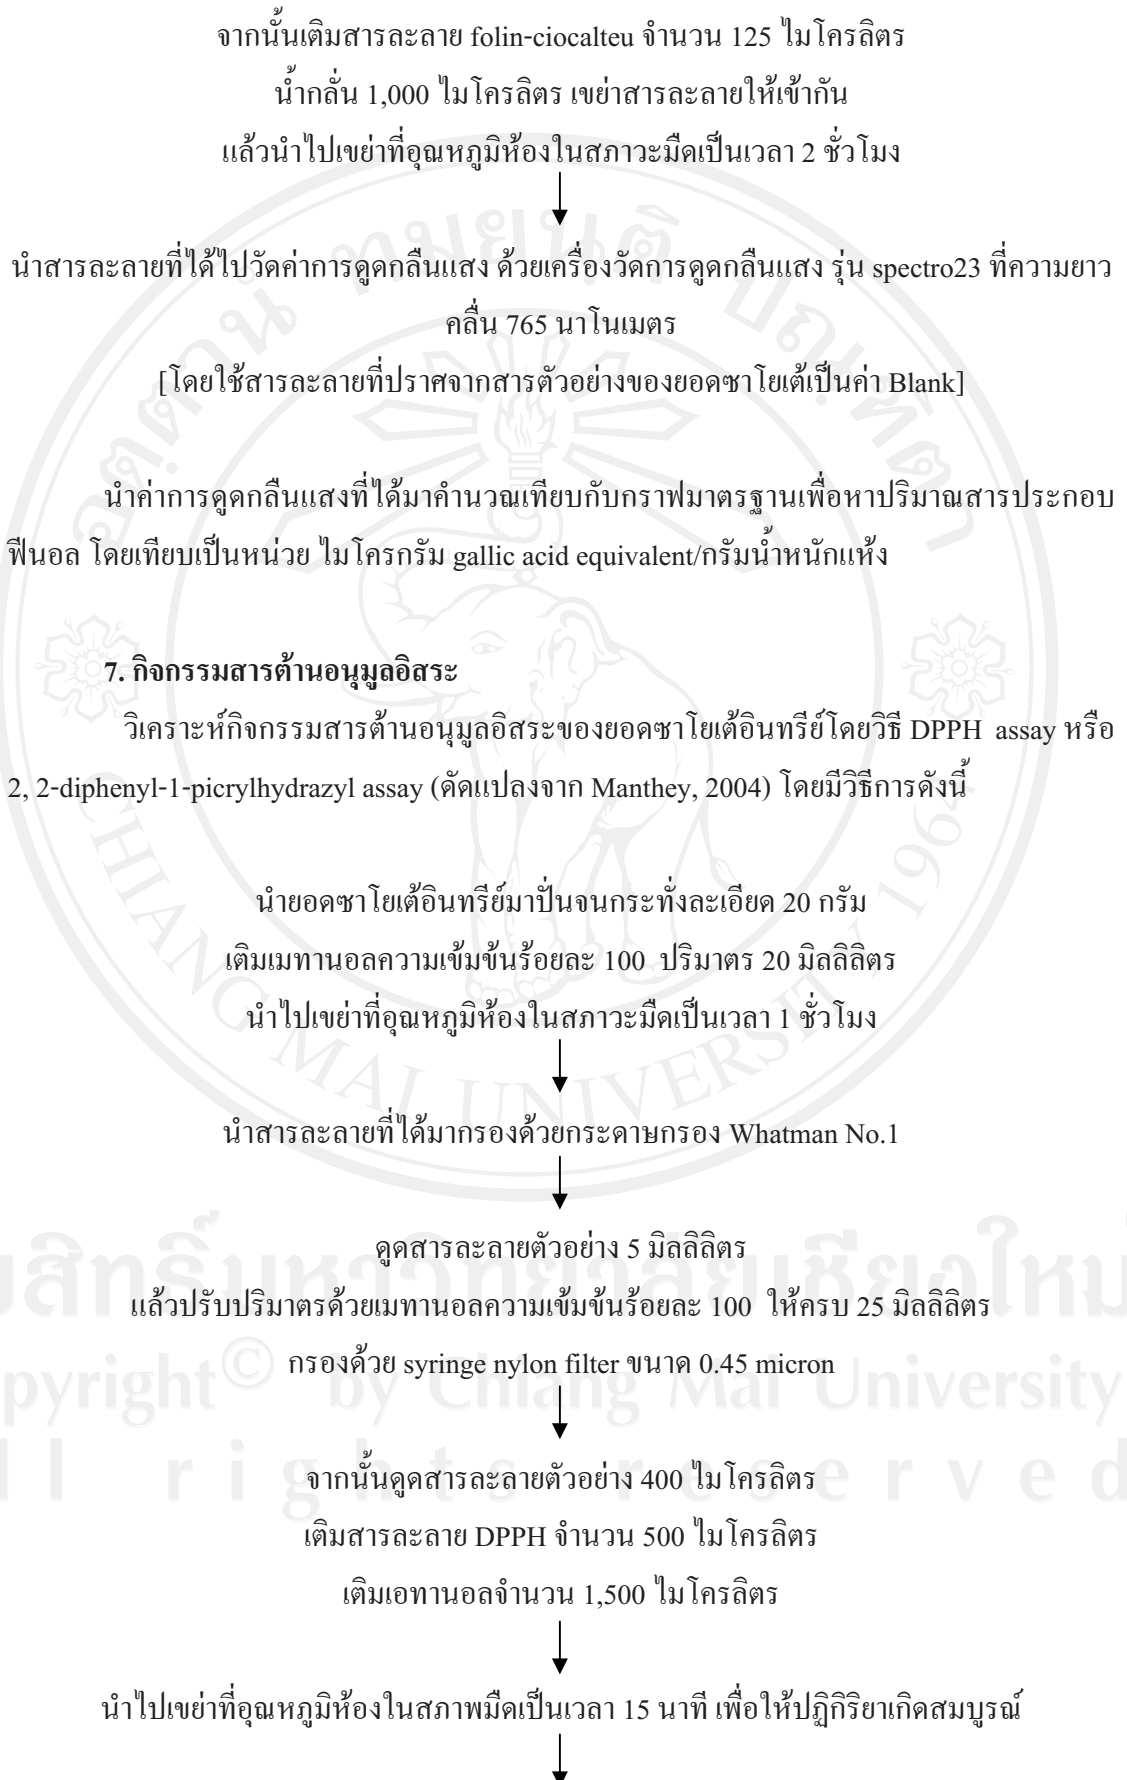 จากนั้นเติมสารละลาย folin-ciocalteu จำนวน 125 ไมโครลิตร
น้ำกลั่น 1,000 ไมโครลิตร เขย่าสารละลายให้เข้ากัน
แล้วนำไปเขย่าที่อุณหภูมิห้องในสภาวะมืดเป็นเวลา 2 ชั่วโมง
นำสารละลายที่ได้ไปวัดค่าการดูดกลืนแสง ด้วยเครื่องวัดการดูดกลืนแสง รุ่น spectro23 ที่ความยาว
คลื่น 765 นาโนเมตร
[โดยใช้สารละลายที่ปราศจากสารตัวอย่างของยอดซาโยเต้เป็นค่า Blank]
นำค่าการดูดกลืนแสงที่ได้มาคำนวณเทียบกับกราฟมาตรฐานเพื่อหาปริมาณสารประกอบ
ฟีนอล โดยเทียบเป็นหน่วย ไมโครกรัม gallic acid equivalent/กรัมน้ำหนักแห้ง
7. กิจกรรมสารต้านอนุมูลอิสระ
วิเคราะห์กิจกรรมสารต้านอนุมูลอิสระของยอดซาโยเต้อินทรีย์โดยวิธี DPPH assay หรือ
2, 2-diphenyl-1-picrylhydrazyl assay (ดัดแปลงจาก Manthey, 2004) โดยมีวิธีการดังนี้
นำยอดซาโยเต้อินทรีย์มาปั่นจนกระทั่งละเอียด 20 กรัม
เติมเมทานอลความเข้มข้นร้อยละ 100 ปริมาตร 20 มิลลิลิตร
นำไปเขย่าที่อุณหภูมิห้องในสภาวะมืดเป็นเวลา 1 ชั่วโมง
นำสารละลายที่ได้มากรองด้วยกระดาษกรอง Whatman No.1
ดูดสารละลายตัวอย่าง 5 มิลลิลิตร
แล้วปรับปริมาตรด้วยเมทานอลความเข้มข้นร้อยละ 100 ให้ครบ 25 มิลลิลิตร
กรองด้วย syringe nylon filter ขนาด 0.45 micron
จากนั้นดูดสารละลายตัวอย่าง 400 ไมโครลิตร
เติมสารละลาย DPPH จำนวน 500 ไมโครลิตร
เติมเอทานอลจำนวน 1,500 ไมโครลิตร
นำไปเขย่าที่อุณหภูมิห้องในสภาพมืดเป็นเวลา 15 นาที เพื่อให้ปฏิกิริยาเกิดสมบูรณ์
อตฺตานํ ทมยนฺติ ปณฺฑิตา
CHIANG MAI UNIVERSITY 1964
สิทธิ์มหาวิทยาลัยเชียงใหม่
pyright© by Chiang Mai University
ll rights reserved